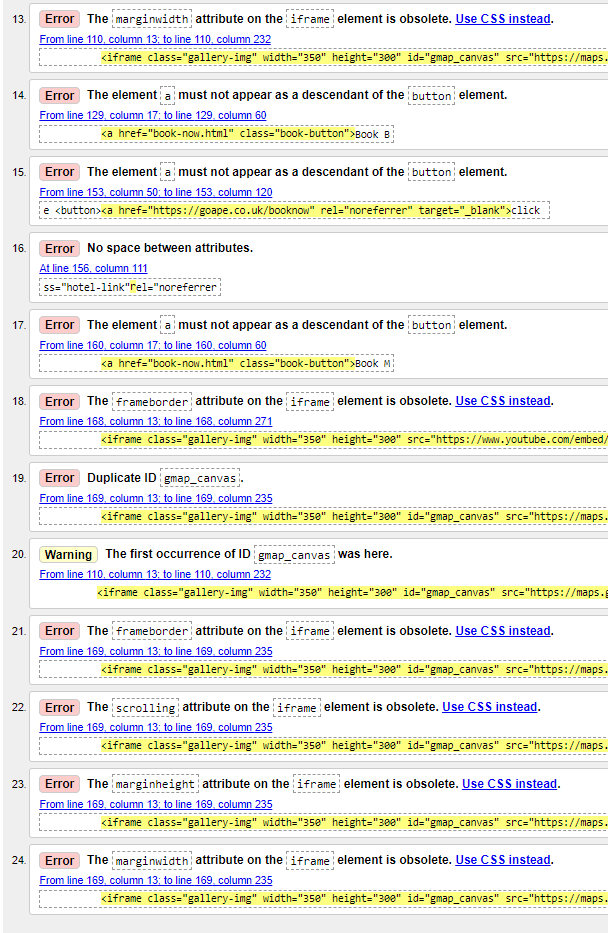 13. Error The marginwidth attribute on the iframe element is obsolete. Use CSS instead.
From line 110, column 13; to line 110, column 232
<iframe class="gallery-img" width="350" height="300" id="gmap_canvas" src="https://maps.
14. Error The element a must not appear as a descendant of the button element.
From line 129, column 17; to line 129, column 60
<a href="book-now.html" class="book-button">Book B
15. Error The element a must not appear as a descendant of the button element.
From line 153, column 50; to line 153, column 120
e <button><a href="https://goape.co.uk/booknow" rel="noreferrer" target="_blank">click
16. Error No space between attributes.
At line 156, column 111
ss="hotel-link"rel="noreferrer
17. Error The element a must not appear as a descendant of the button element.
From line 160, column 17; to line 160, column 60
<a href="book-now.html" class="book-button">Book M
18. Error The frameborder attribute on the iframe element is obsolete. Use CSS instead.
From line 168, column 13; to line 168, column 271
<iframe class="gallery-img" width="350" height="300" src="https://www.youtube.com/embed/
19. Error Duplicate ID gmap_canvas.
From line 169, column 13; to line 169, column 235
<iframe class="gallery-img" width="350" height="300" id="gmap_canvas" src="https://maps.
20. Warning The first occurrence of ID gmap_canvas was here.
From line 110, column 13; to line 110, column 232
<iframe class="gallery-img" width="350" height="300" id="gmap_canvas" src="https://maps.g
21. Error The frameborder attribute on the iframe element is obsolete. Use CSS instead.
From line 169, column 13; to line 169, column 235
<iframe class="gallery-img" width="350" height="300" id="gmap_canvas" src="https://maps.
22. Error The scrolling attribute on the iframe element is obsolete. Use CSS instead.
From line 169, column 13; to line 169, column 235
<iframe class="gallery-img" width="350" height="300" id="gmap_canvas" src="https://maps.
23. Error The marginheight attribute on the iframe element is obsolete. Use CSS instead.
From line 169, column 13; to line 169, column 235
<iframe class="gallery-img" width="350" height="300" id="gmap_canvas" src="https://maps.
24. Error The marginwidth attribute on the iframe element is obsolete. Use CSS instead.
From line 169, column 13; to line 169, column 235
<iframe class="gallery-img" width="350" height="300" id="gmap_canvas" src="https://maps.